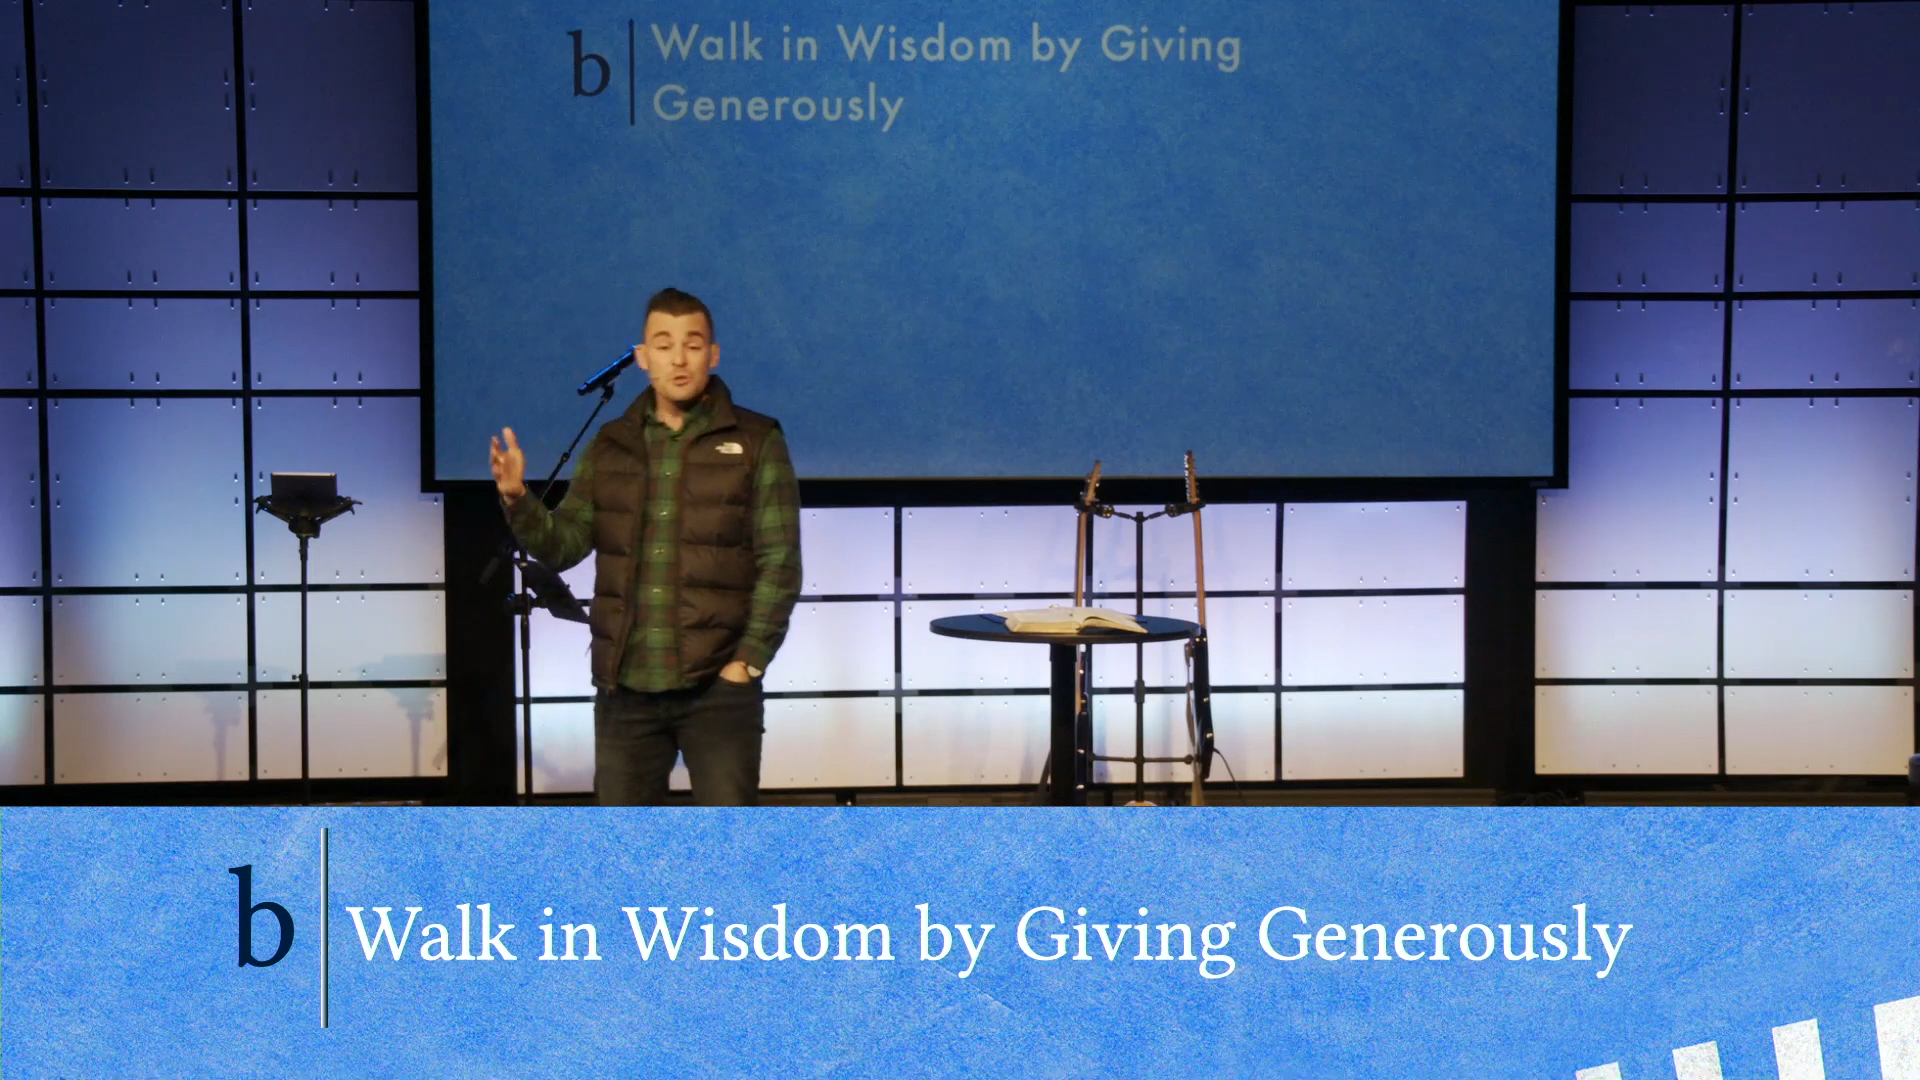 b
Walk in Wisdom by Giving
Generously
b
Walk in Wisdom by Giving Generously